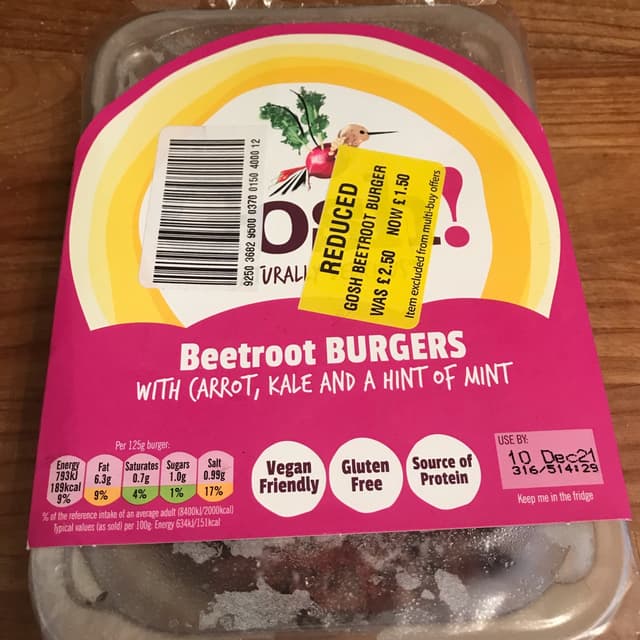 9260 3682 9500 0370 0150 4000 12
REDUCED
GOSH BEETROOT BURGER
WAS £2.50 NOW £1.50
Item excluded from multi-buy offers
Beetroot BURGERS
WITH CARROT, KALE AND A HINT OF MINT
Per 125g burger:
Energy 793kJ 189kcal 9%
Fat 6.3g 9%
Saturates 0.7g 4%
Sugars 1.0g 1%
Salt 0.99g 17%
% of the reference intake of an average adult (8400kJ/2000kcal)
Typical values (as sold) per 100g: Energy 634kJ/151kcal
Vegan Friendly
Gluten Free
Source of Protein
USE BY:
10 Dec21
316/514129
Keep me in the fridge